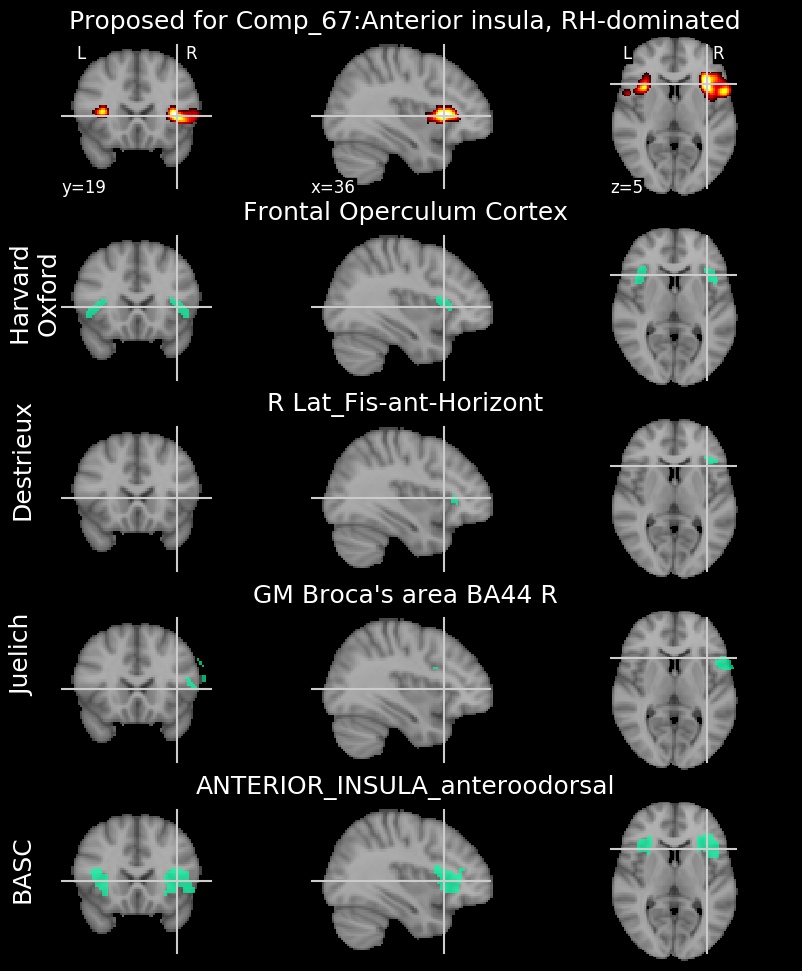 Proposed for Comp_67:Anterior insula, RH-dominated
L R
L R
y=19
x=36
z=5
Frontal Operculum Cortex
Harvard
Oxford
R Lat_Fis-ant-Horizont
Destrieux
GM Broca's area BA44 R
Juelich
ANTERIOR_INSULA_anteroodorsal
BASC